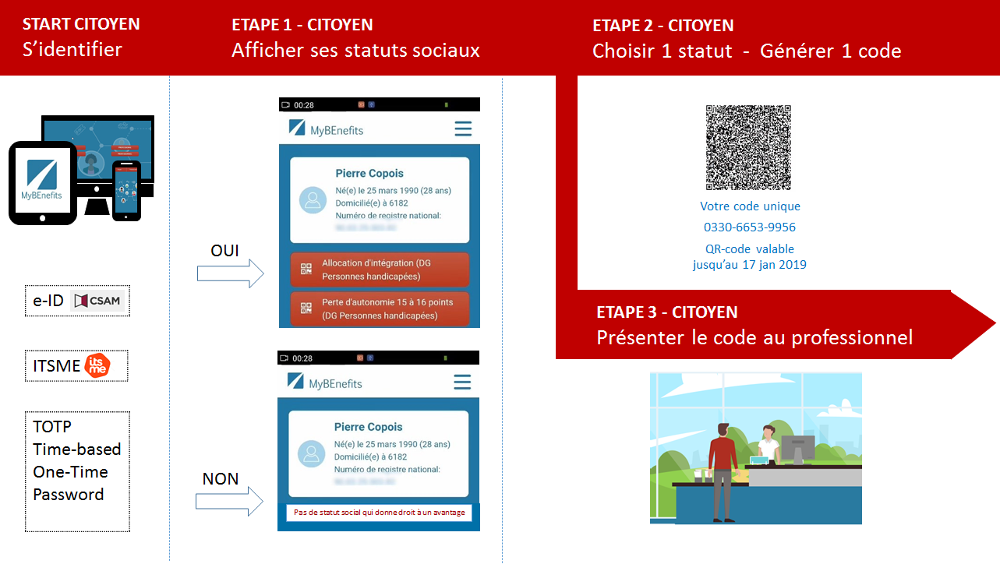 START CITOYEN
S’identifier
MyBEnefits
e-ID CSAM
ITSME its me
TOTP
Time-based
One-Time
Password
ETAPE 1 - CITOYEN
Afficher ses statuts sociaux
OUI
00:28
MyBEnefits
Pierre Copois
Né(e) le 25 mars 1990 (28 ans)
Domicilié(e) à 6182
Numéro de registre national:
Allocation d'intégration (DG
Personnes handicapées)
Perte d'autonomie 15 à 16 points
(DG Personnes handicapées)
NON
00:28
MyBEnefits
Pierre Copois
Né(e) le 25 mars 1990 (28 ans)
Domicilié(e) à 6182
Numéro de registre national:
Pas de statut social qui donne droit à un avantage
ETAPE 2 - CITOYEN
Choisir 1 statut - Générer 1 code
Votre code unique
0330-6653-9956
QR-code valable
jusqu’au 17 jan 2019
ETAPE 3 - CITOYEN
Présenter le code au professionnel